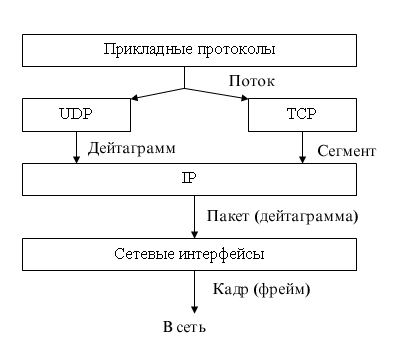 Прикладные протоколы
Поток
UDP
TCP
Дейтаграмм
Сегмент
IP
Пакет (дейтаграмма)
Сетевые интерфейсы
Кадр (фрейм)
В сеть